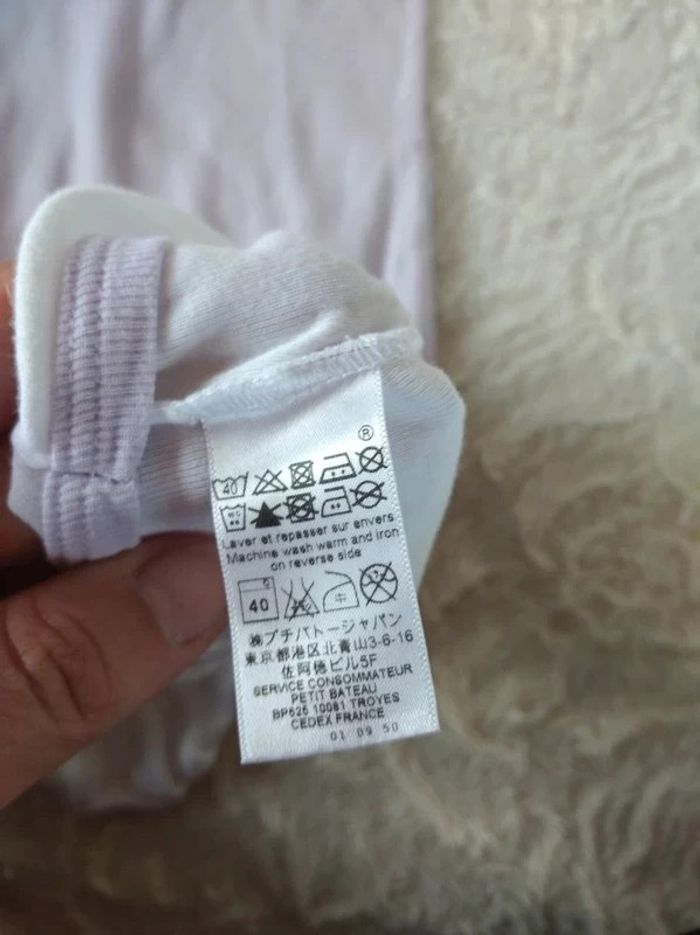 ®
40
Laver et repasser sur envers
Machine wash warm and iron
on reverse side
40
㈱プチバトージャパン
東京都港区北青山3-6-16
佐阿徳ビル5F
SERVICE CONSOMMATEUR
PETIT BATEAU
BP626 10081 TROYES
CEDEX FRANCE
01 09 50